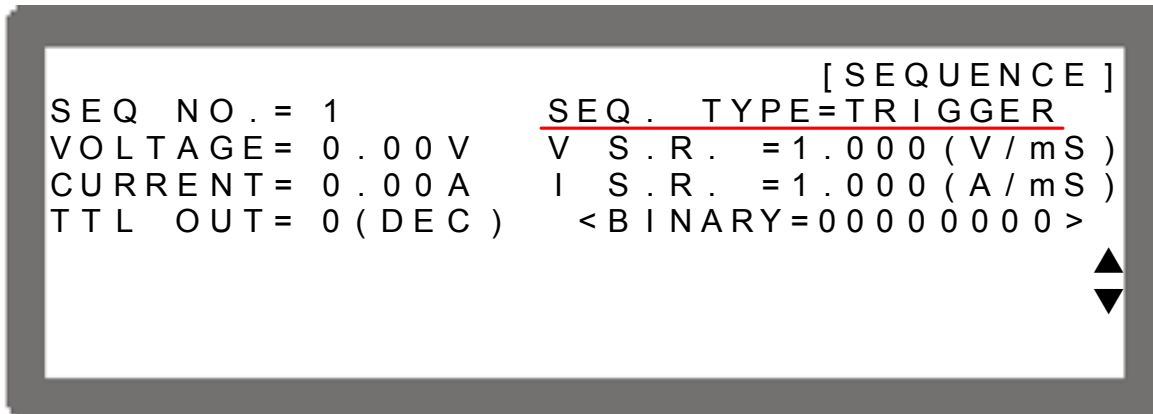 [SEQUENCE]
SEQ NO.= 1 SEQ. TYPE=TRIGGER
VOLTAGE= 0.00V V S.R. =1.000(V/mS)
CURRENT= 0.00A I S.R. =1.000(A/mS)
TTL OUT= 0(DEC) <BINARY=00000000>